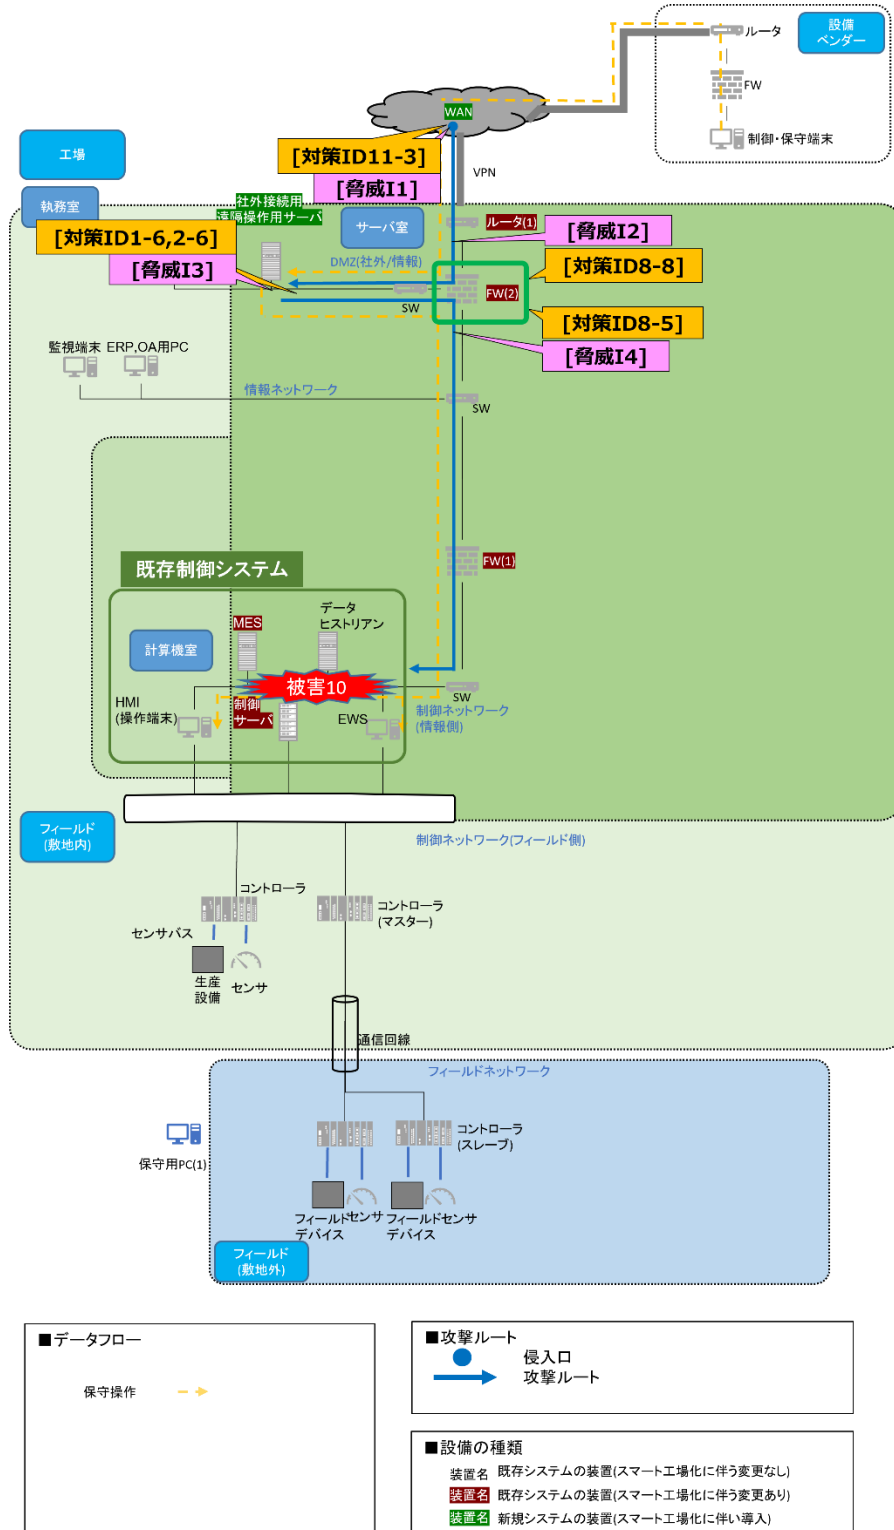 ルータ
設備
ベンダー
FW
制御・保守端末
WAN
工場
[対策ID11-3]
[脅威I1]
VPN
執務室
社外接続用
遠隔操作用サーバ
サーバ室
ルータ(1)
[対策ID1-6,2-6]
[脅威I3]
[脅威I2]
DMZ(社外/情報)
[対策ID8-8]
SW
FW(2)
[対策ID8-5]
[脅威I4]
監視端末
ERP,OA用PC
情報ネットワーク
SW
FW(1)
既存制御システム
データ
ヒストリアン
MES
計算機室
被害10
SW
HMI
(操作端末)
制御
サーバ
EWS
制御ネットワーク
(情報側)
フィールド
(敷地内)
制御ネットワーク(フィールド側)
コントローラ
コントローラ
(マスター)
センサバス
生産
設備
センサ
通信回線
フィールドネットワーク
コントローラ
(スレーブ)
保守用PC(1)
フィールド
デバイス
センサ
フィールド
デバイス
センサ
フィールド
(敷地外)
■データフロー
保守操作
■攻撃ルート
侵入口
攻撃ルート
■設備の種類
装置名 既存システムの装置(スマート工場化に伴う変更なし)
装置名 既存システムの装置(スマート工場化に伴う変更あり)
装置名 新規システムの装置(スマート工場化に伴い導入)